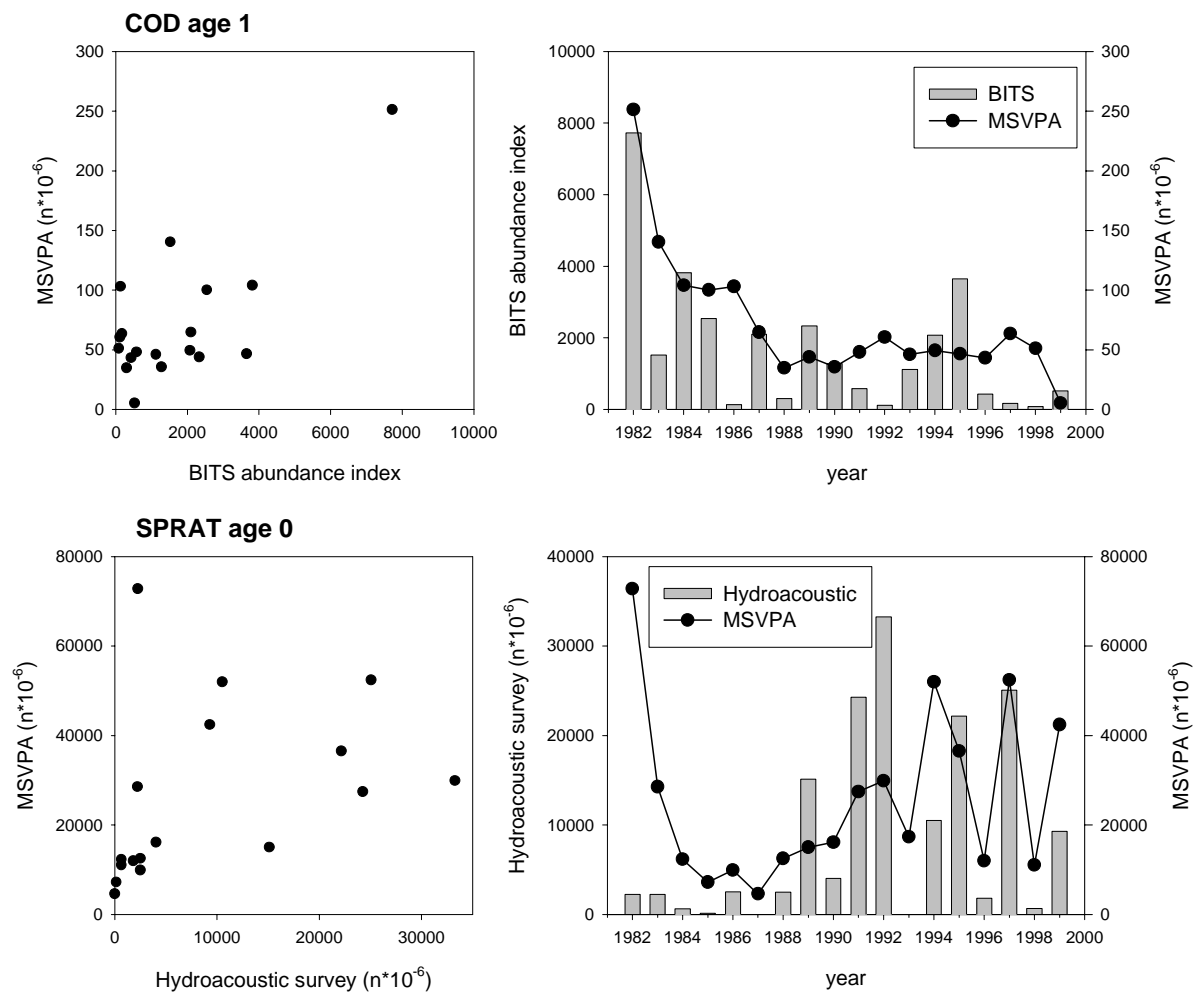 COD age 1
300
250
200
150
100
50
0
MSVPA (n*10-6)
0 2000 4000 6000 8000 10000
BITS abundance index
10000
8000
6000
4000
2000
0
BITS abundance index
BITS
MSVPA
300
250
200
150
100
50
0
MSVPA (n*10-6)
1982 1984 1986 1988 1990 1992 1994 1996 1998 2000
year
SPRAT age 0
80000
60000
40000
20000
0
MSVPA (n*10-6)
0 10000 20000 30000
Hydroacoustic survey (n*10-6)
40000
30000
20000
10000
0
Hydroacoustic survey (n*10-6)
Hydroacoustic
MSVPA
80000
60000
40000
20000
0
MSVPA (n*10-6)
1982 1984 1986 1988 1990 1992 1994 1996 1998 2000
year